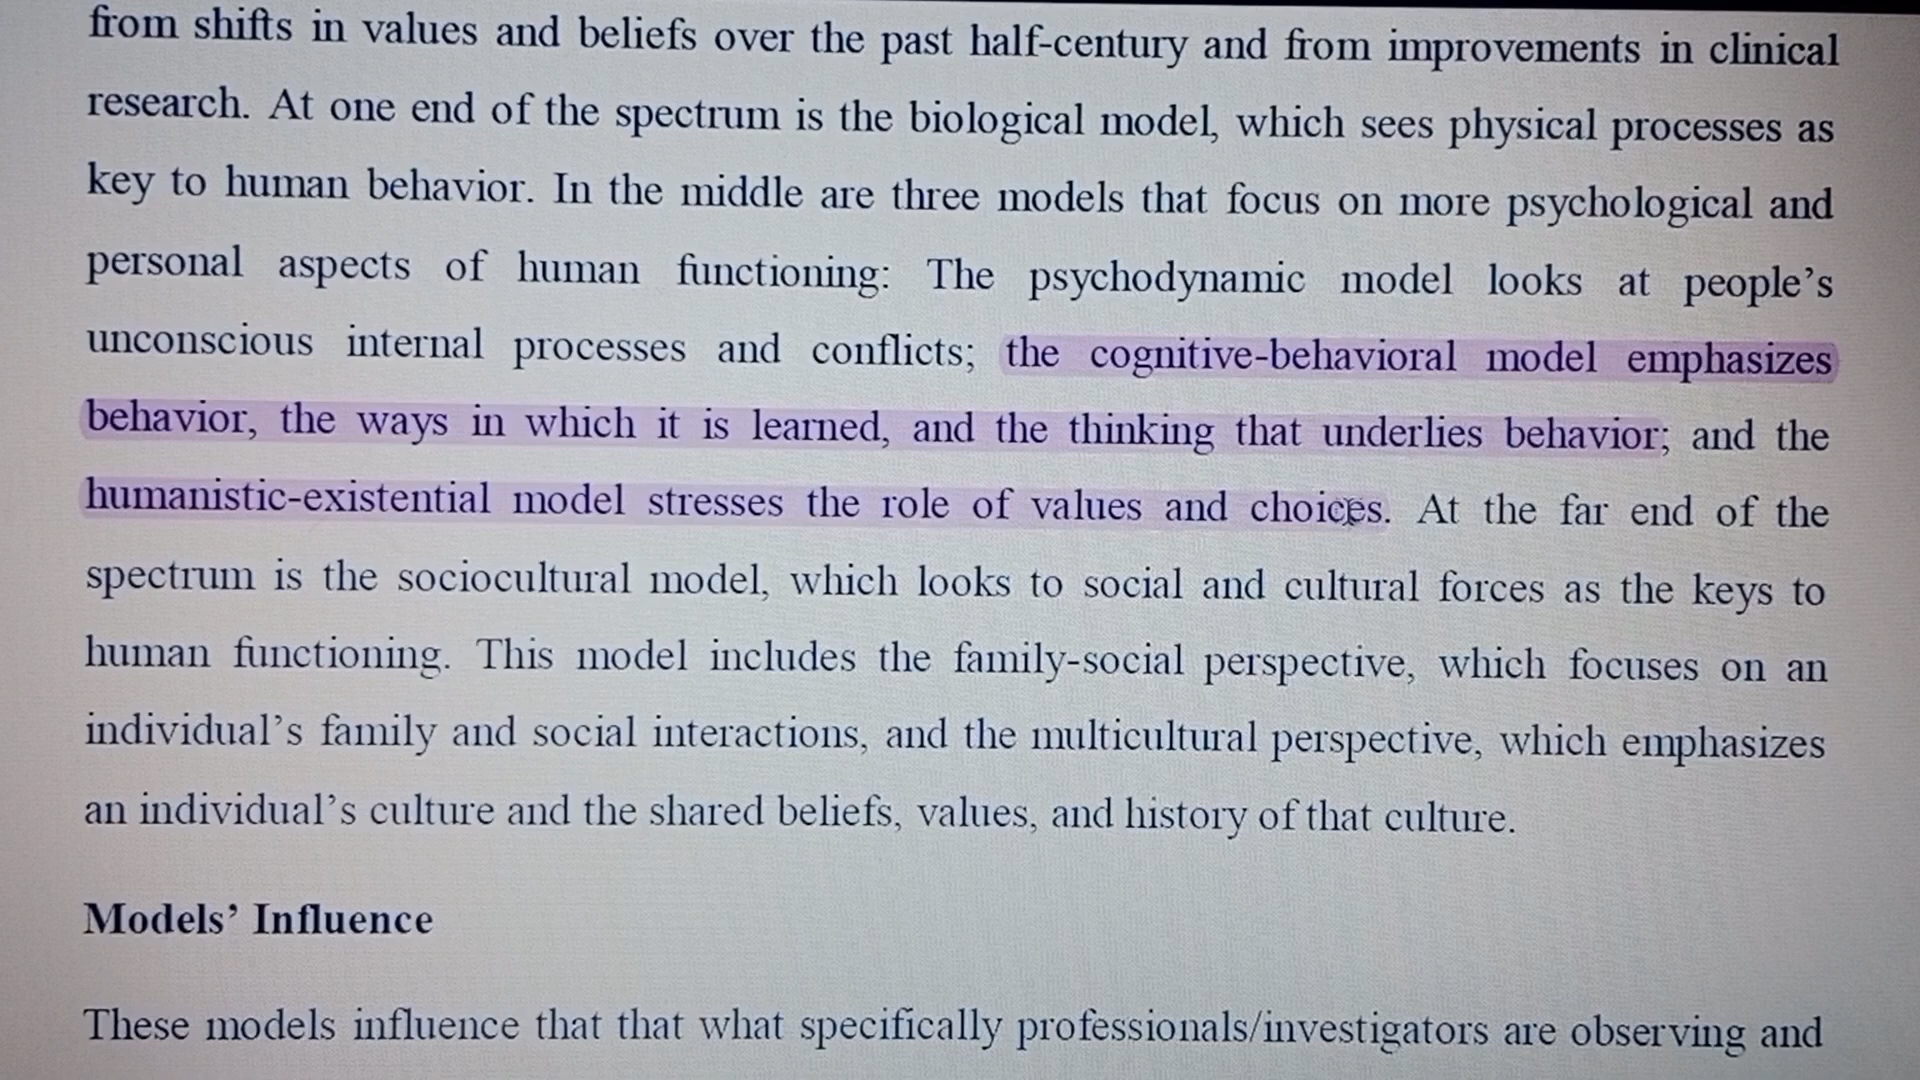 from shifts in values and beliefs over the past half-century and from improvements in clinical
research. At one end of the spectrum is the biological model, which sees physical processes as
key to human behavior. In the middle are three models that focus on more psychological and
personal aspects of human functioning: The psychodynamic model looks at people’s
unconscious internal processes and conflicts; the cognitive-behavioral model emphasizes
behavior, the ways in which it is learned, and the thinking that underlies behavior; and the
humanistic-existential model stresses the role of values and choices. At the far end of the
spectrum is the sociocultural model, which looks to social and cultural forces as the keys to
human functioning. This model includes the family-social perspective, which focuses on an
individual’s family and social interactions, and the multicultural perspective, which emphasizes
an individual’s culture and the shared beliefs, values, and history of that culture.
Models’ Influence
These models influence that that what specifically professionals/investigators are observing and